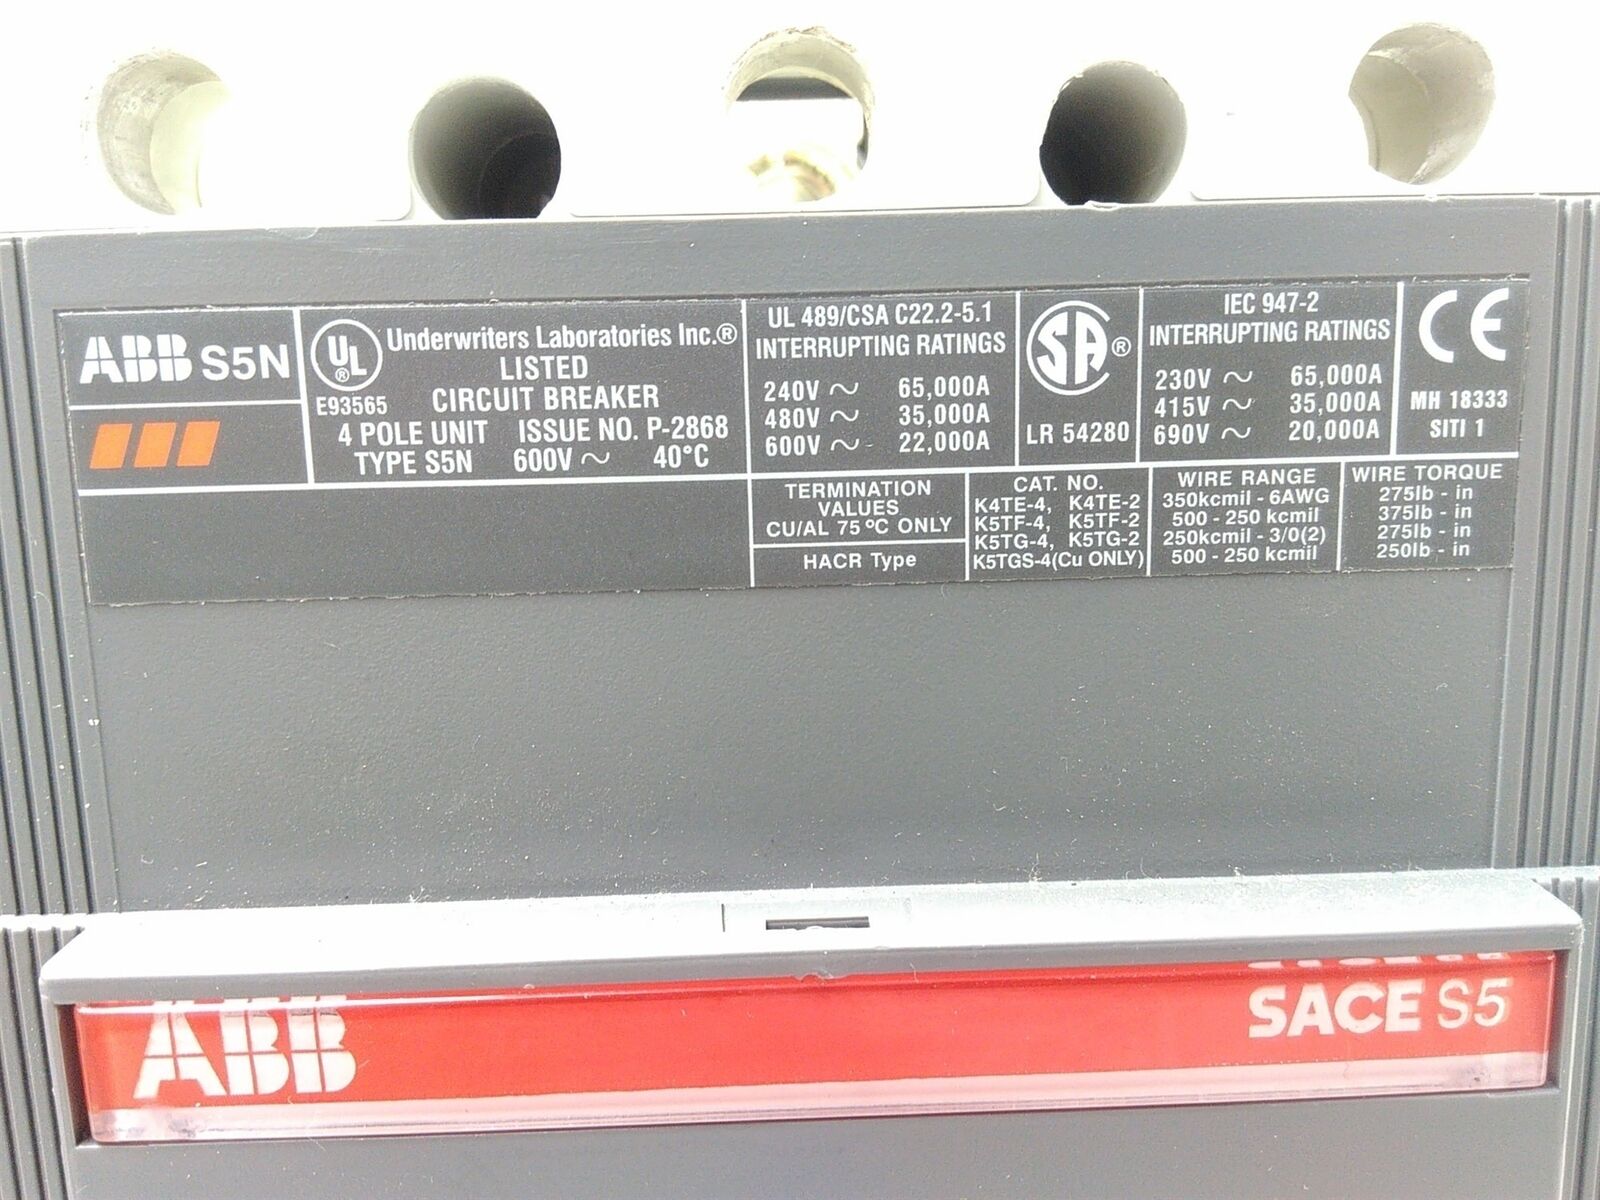 ABB S5N
UL ®
E93565
Underwriters Laboratories Inc.®
LISTED
CIRCUIT BREAKER
4 POLE UNIT ISSUE NO. P-2868
TYPE S5N 600V ~ 40°C
UL 489/CSA C22.2-5.1
INTERRUPTING RATINGS
240V ~ 65,000A
480V ~ 35,000A
600V ~ 22,000A
SA ®
LR 54280
IEC 947-2
INTERRUPTING RATINGS
230V ~ 65,000A
415V ~ 35,000A
690V ~ 20,000A
CE
MH 18333
SITI 1
TERMINATION
VALUES
CU/AL 75 °C ONLY
HACR Type
CAT. NO.
K4TE-4, K4TE-2
K5TF-4, K5TF-2
K5TG-4, K5TG-2
K5TGS-4(Cu ONLY)
WIRE RANGE
350kcmil - 6AWG
500 - 250 kcmil
250kcmil - 3/0(2)
500 - 250 kcmil
WIRE TORQUE
275lb - in
375lb - in
275lb - in
250lb - in
ABB
SACE S5